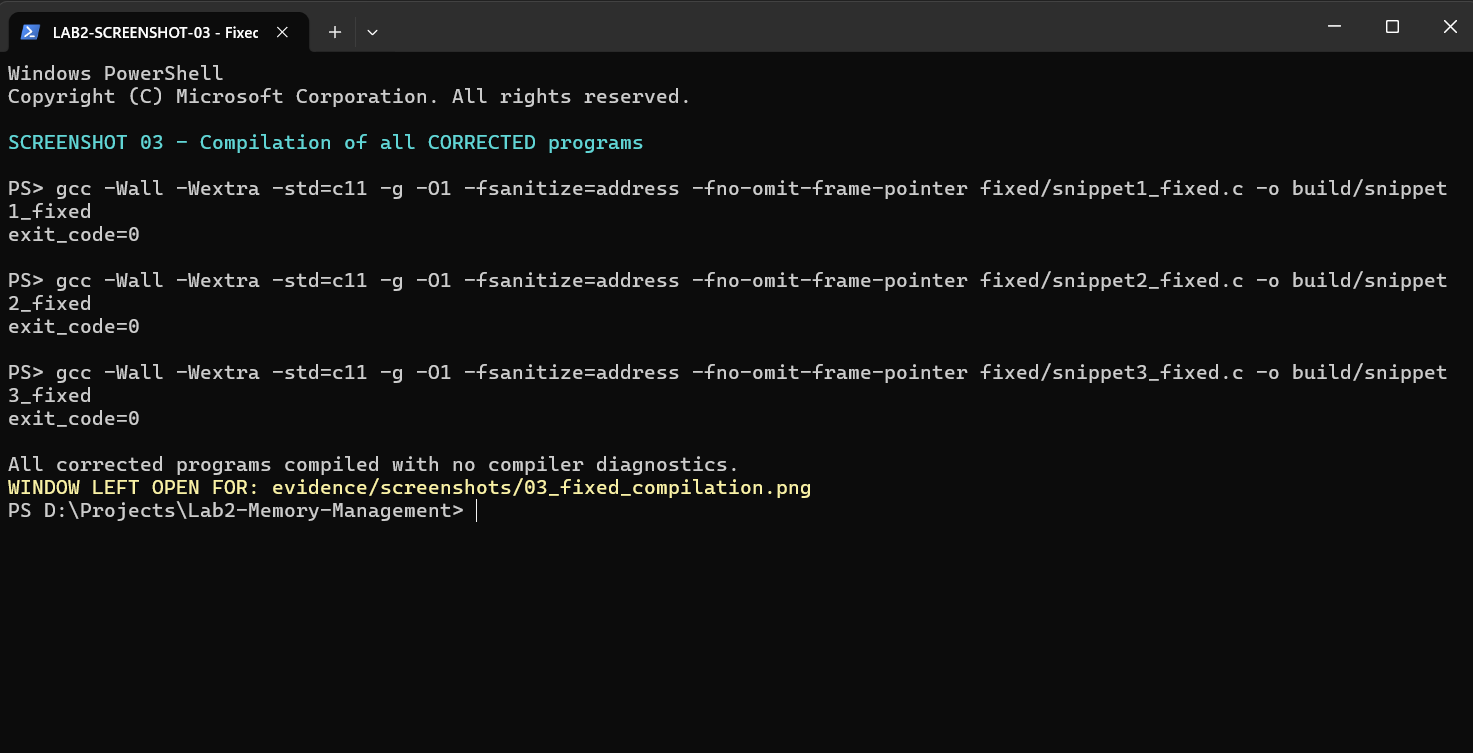 LAB2-SCREENSHOT-03 - Fixec
Windows PowerShell
Copyright (C) Microsoft Corporation. All rights reserved.
SCREENSHOT 03 - Compilation of all CORRECTED programs
PS> gcc -Wall -Wextra -std=c11 -g -O1 -fsanitize=address -fno-omit-frame-pointer fixed/snippet1_fixed.c -o build/snippet
1_fixed
exit_code=0
PS> gcc -Wall -Wextra -std=c11 -g -O1 -fsanitize=address -fno-omit-frame-pointer fixed/snippet2_fixed.c -o build/snippet
2_fixed
exit_code=0
PS> gcc -Wall -Wextra -std=c11 -g -O1 -fsanitize=address -fno-omit-frame-pointer fixed/snippet3_fixed.c -o build/snippet
3_fixed
exit_code=0
All corrected programs compiled with no compiler diagnostics.
WINDOW LEFT OPEN FOR: evidence/screenshots/03_fixed_compilation.png
PS D:\Projects\Lab2-Memory-Management>